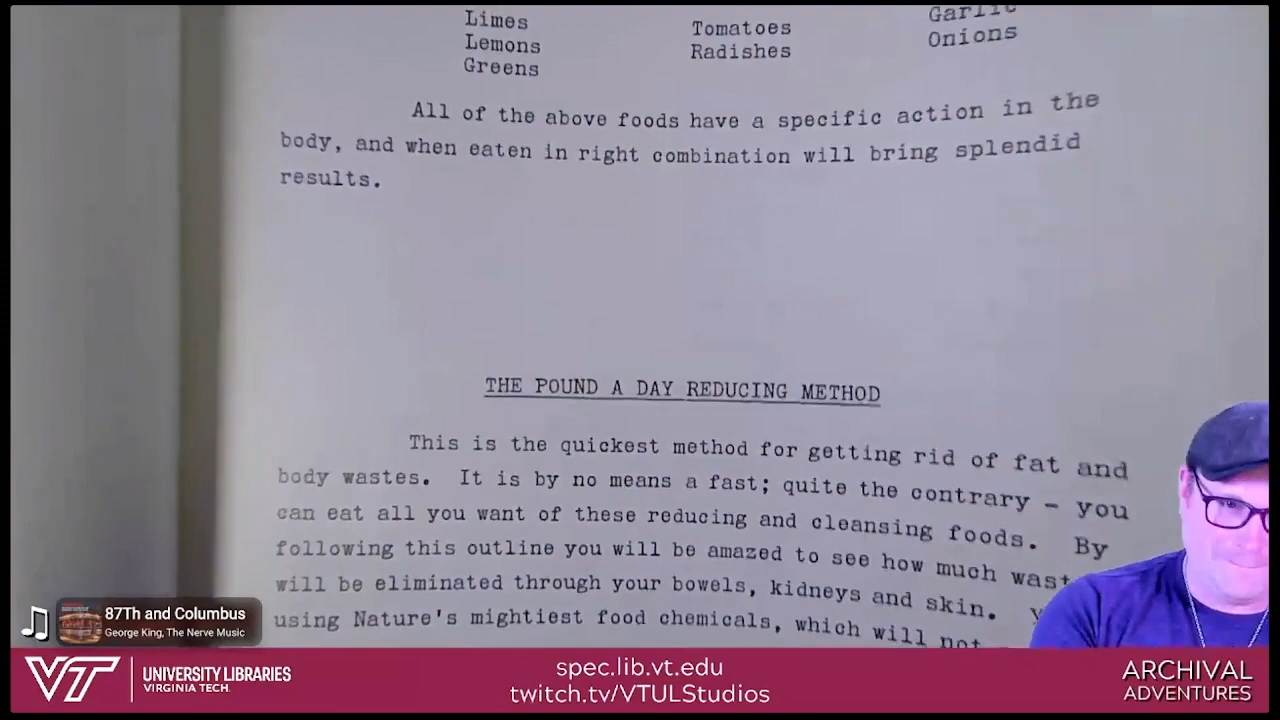 Limes Tomatoes Garlic
Lemons Radishes Onions
Greens
All of the above foods have a specific action in the
body, and when eaten in right combination will bring splendid
results.
THE POUND A DAY REDUCING METHOD
This is the quickest method for getting rid of fat and
body wastes. It is by no means a fast; quite the contrary - you
can eat all you want of these reducing and cleansing foods. By
following this outline you will be amazed to see how much
will be eliminated through your bowels, kidneys and skin.
using Nature's mightiest food chemicals, which will not
87Th and Columbus
George King, The Nerve Music
VT UNIVERSITY LIBRARIES
VIRGINIA TECH.
spec.lib.vt.edu
twitch.tv/VTULStudios
ARCHIVAL
ADVENTURES